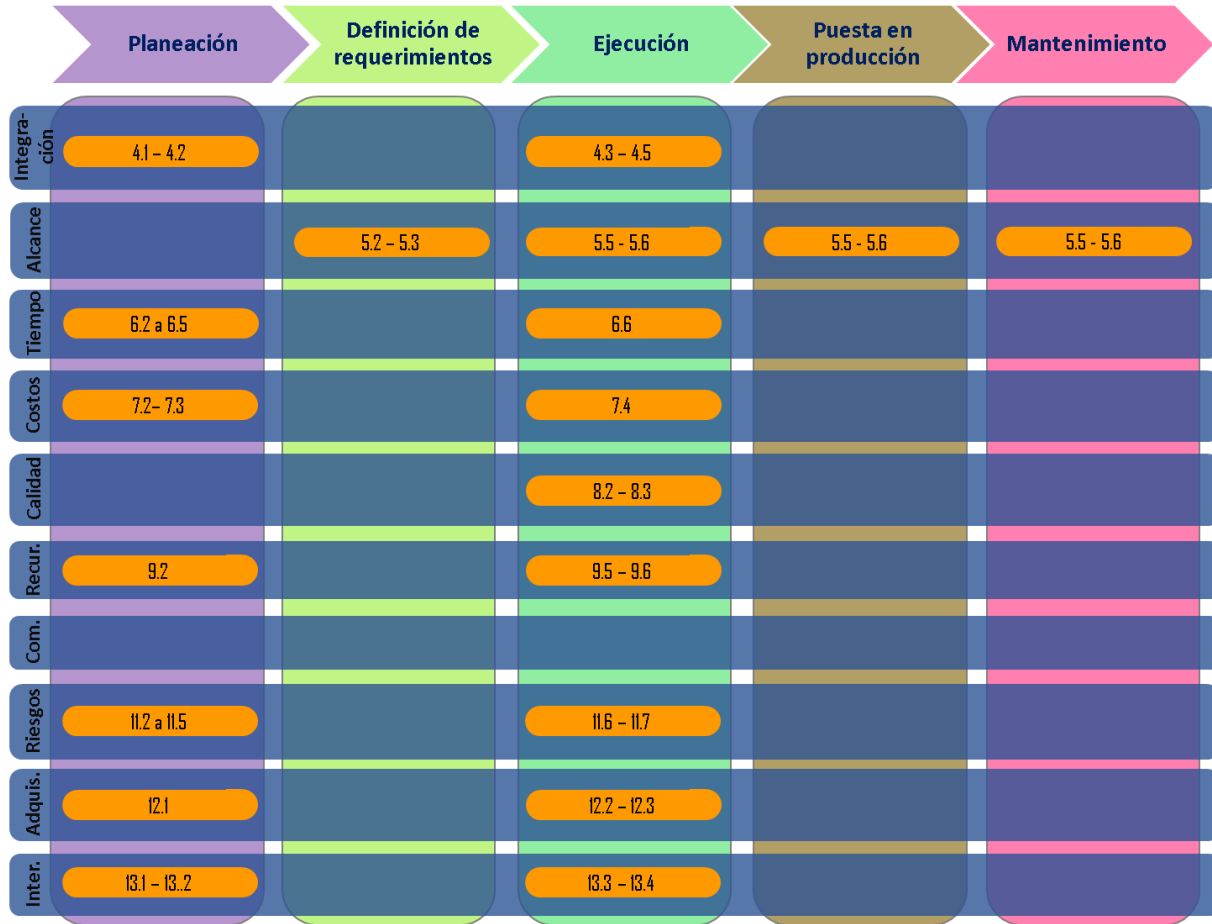 Planeación
Definición de
requerimientos
Ejecución
Puesta en
producción
Mantenimiento
Integra-
ción
4.1 – 4.2
4.3 – 4.5
Alcance
5.2 – 5.3
5.5 - 5.6
5.5 - 5.6
5.5 - 5.6
Tiempo
6.2 a 6.5
6.6
Costos
7.2– 7.3
7.4
Calidad
8.2 – 8.3
Recur.
9.2
9.5 – 9.6
Com.
Riesgos
11.2 a 11.5
11.6 – 11.7
Adquis.
12.1
12.2 – 12.3
Inter.
13.1 – 13..2
13.3 – 13.4